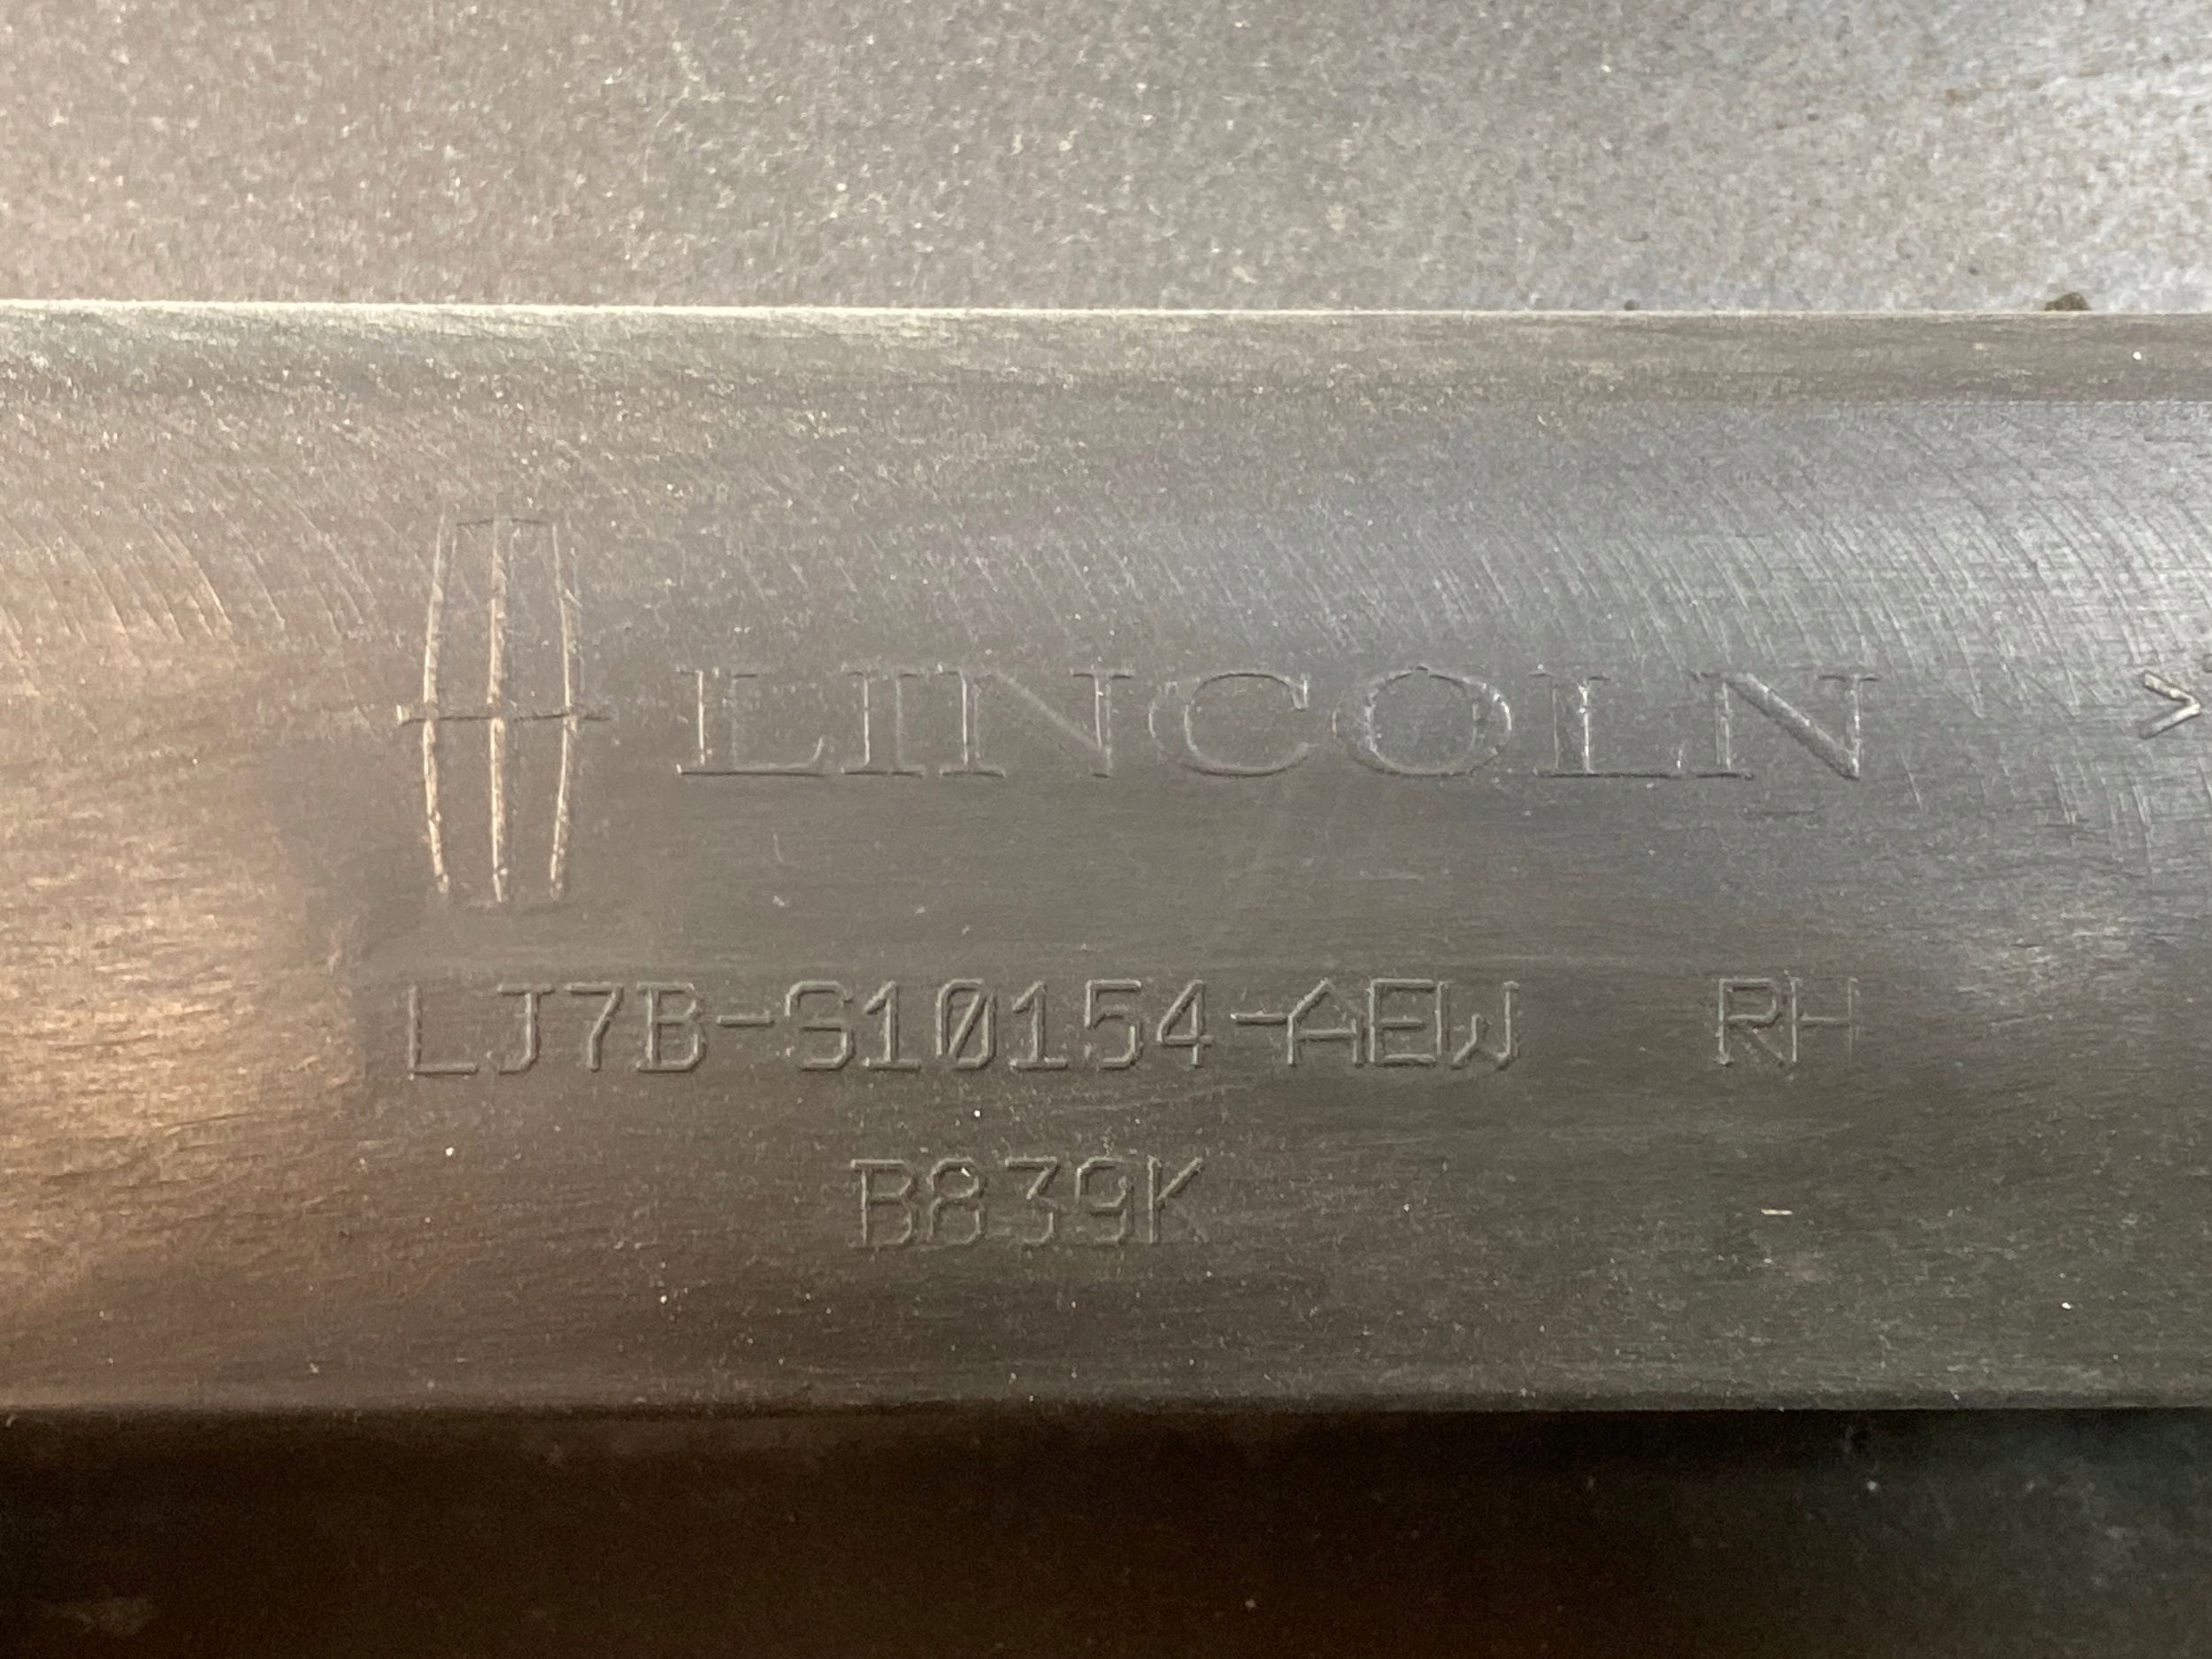 LINCOLN >
LJ7B-S10154-AEW RH
B839K